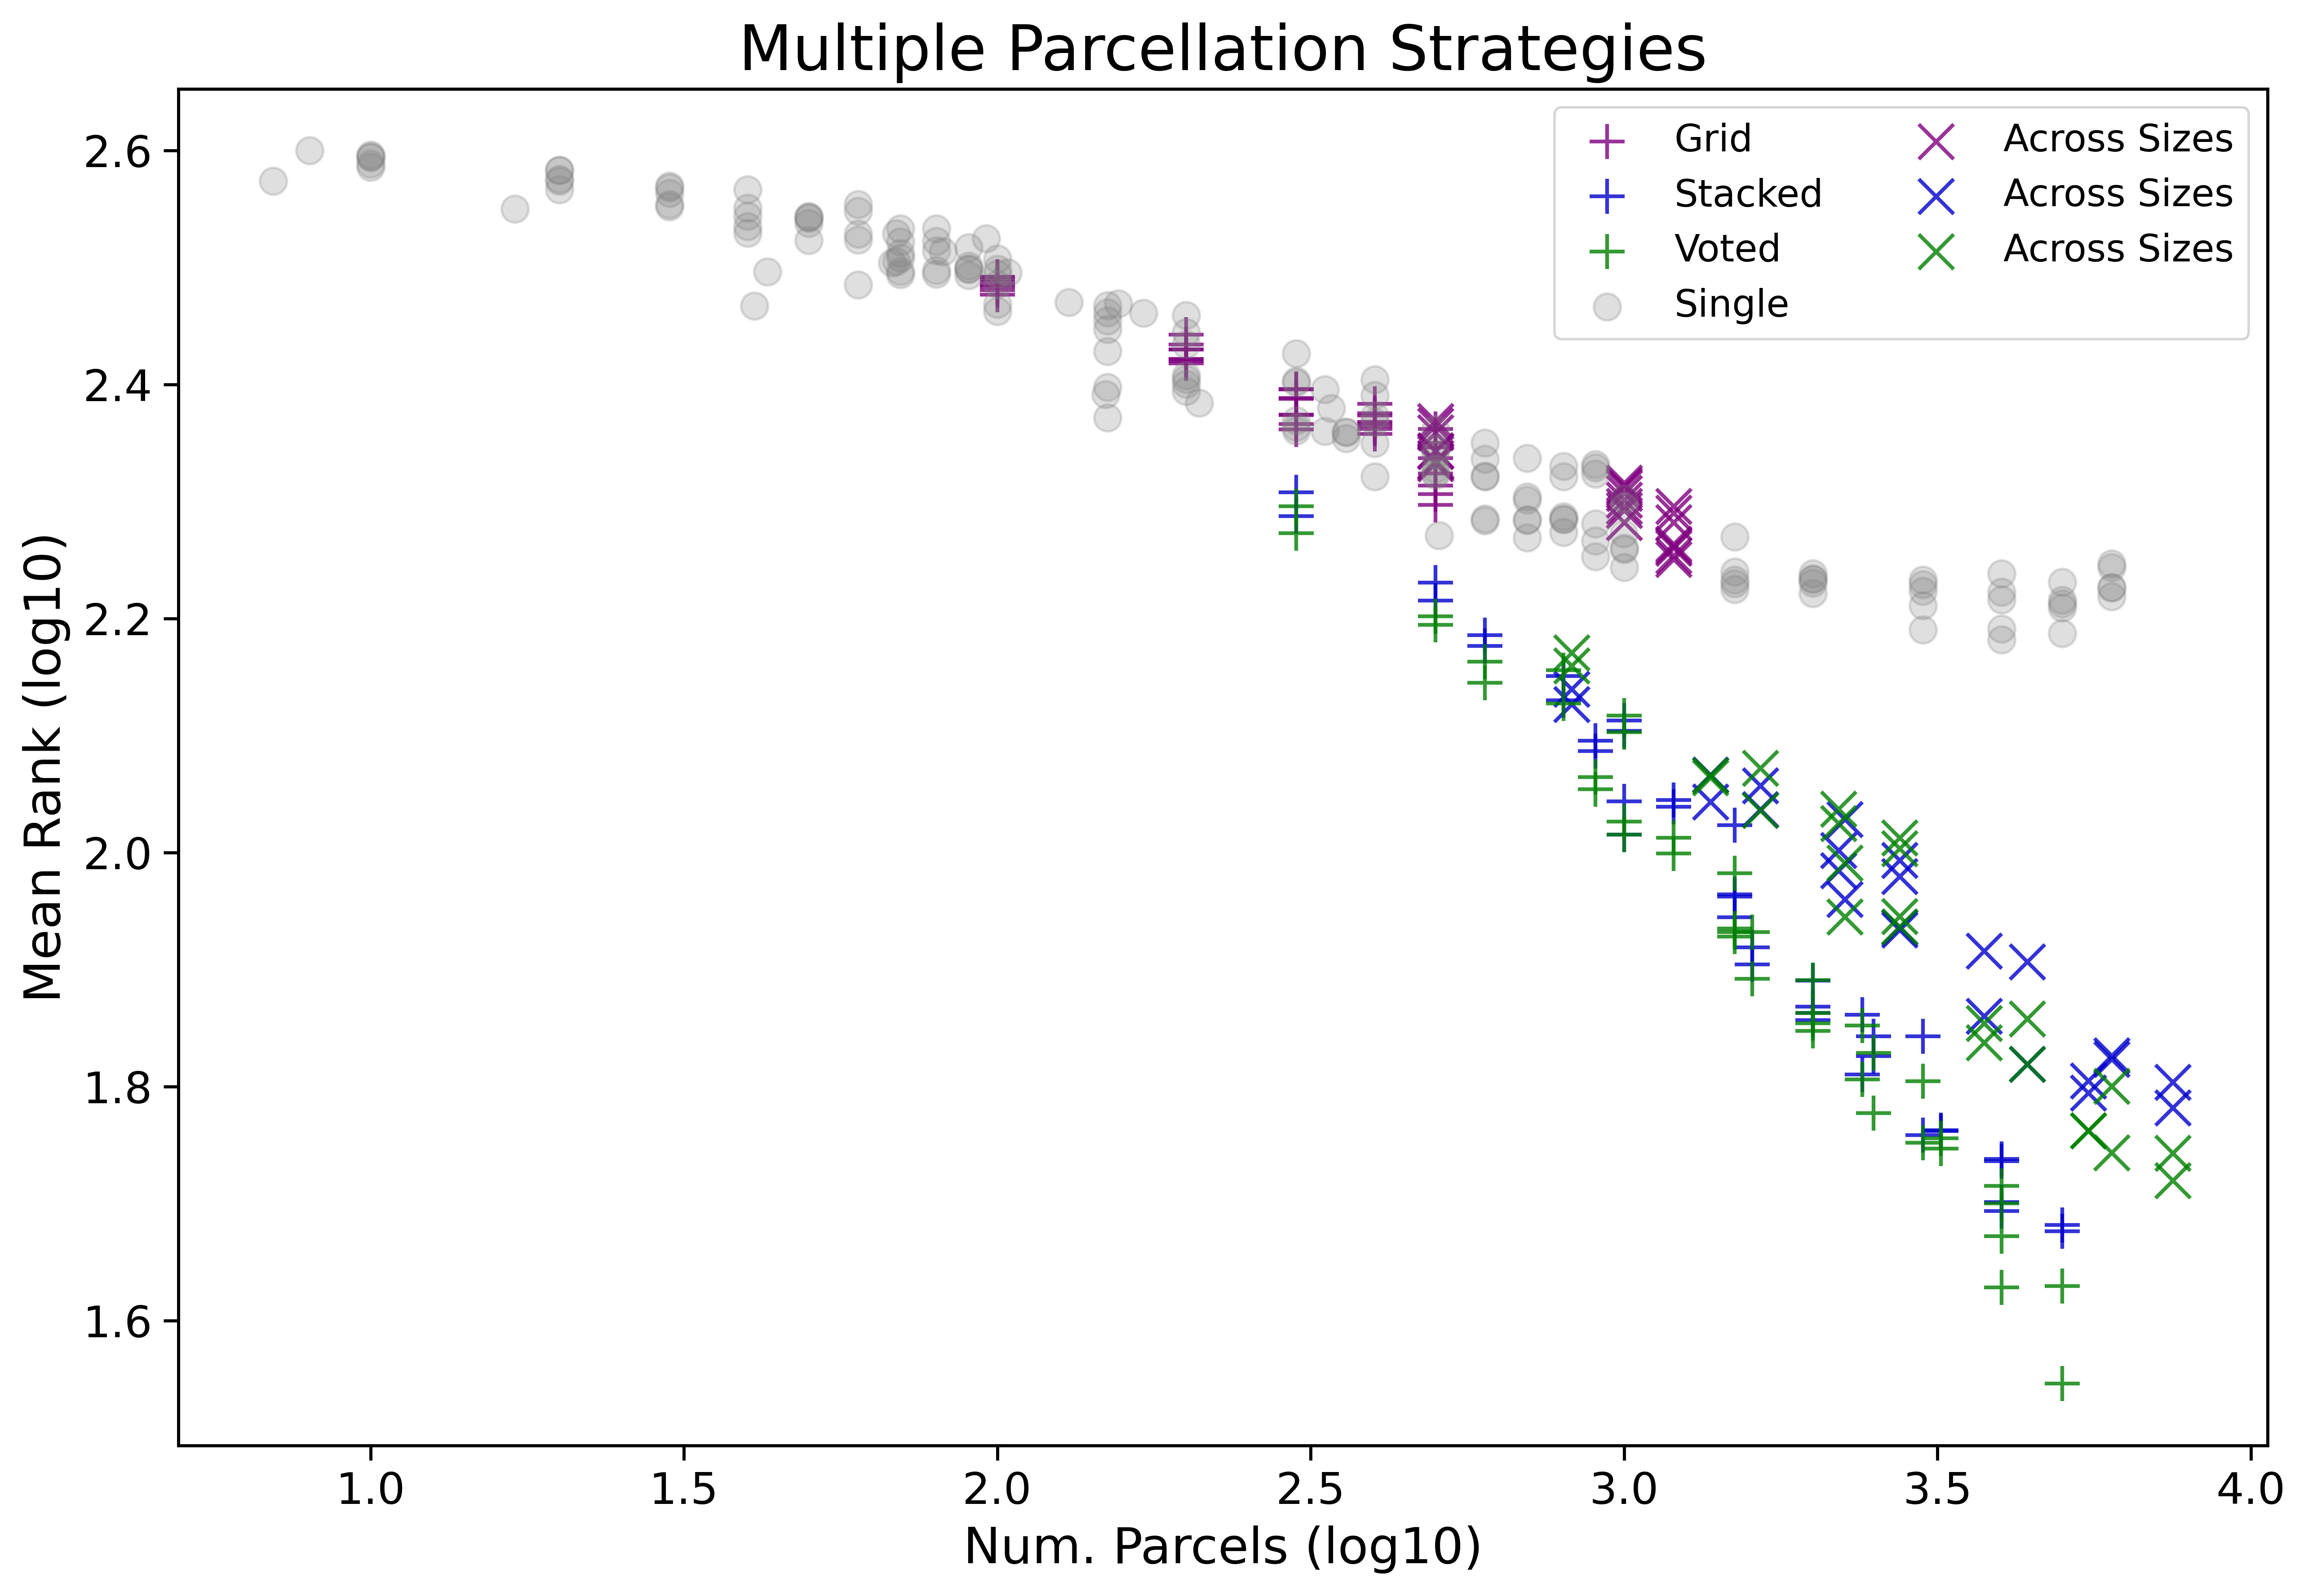 Multiple Parcellation Strategies
Mean Rank (log10)
2.6
2.4
2.2
2.0
1.8
1.6
Grid
Stacked
Voted
Single
Across Sizes
Across Sizes
Across Sizes
1.0 1.5 2.0 2.5 3.0 3.5 4.0
Num. Parcels (log10)